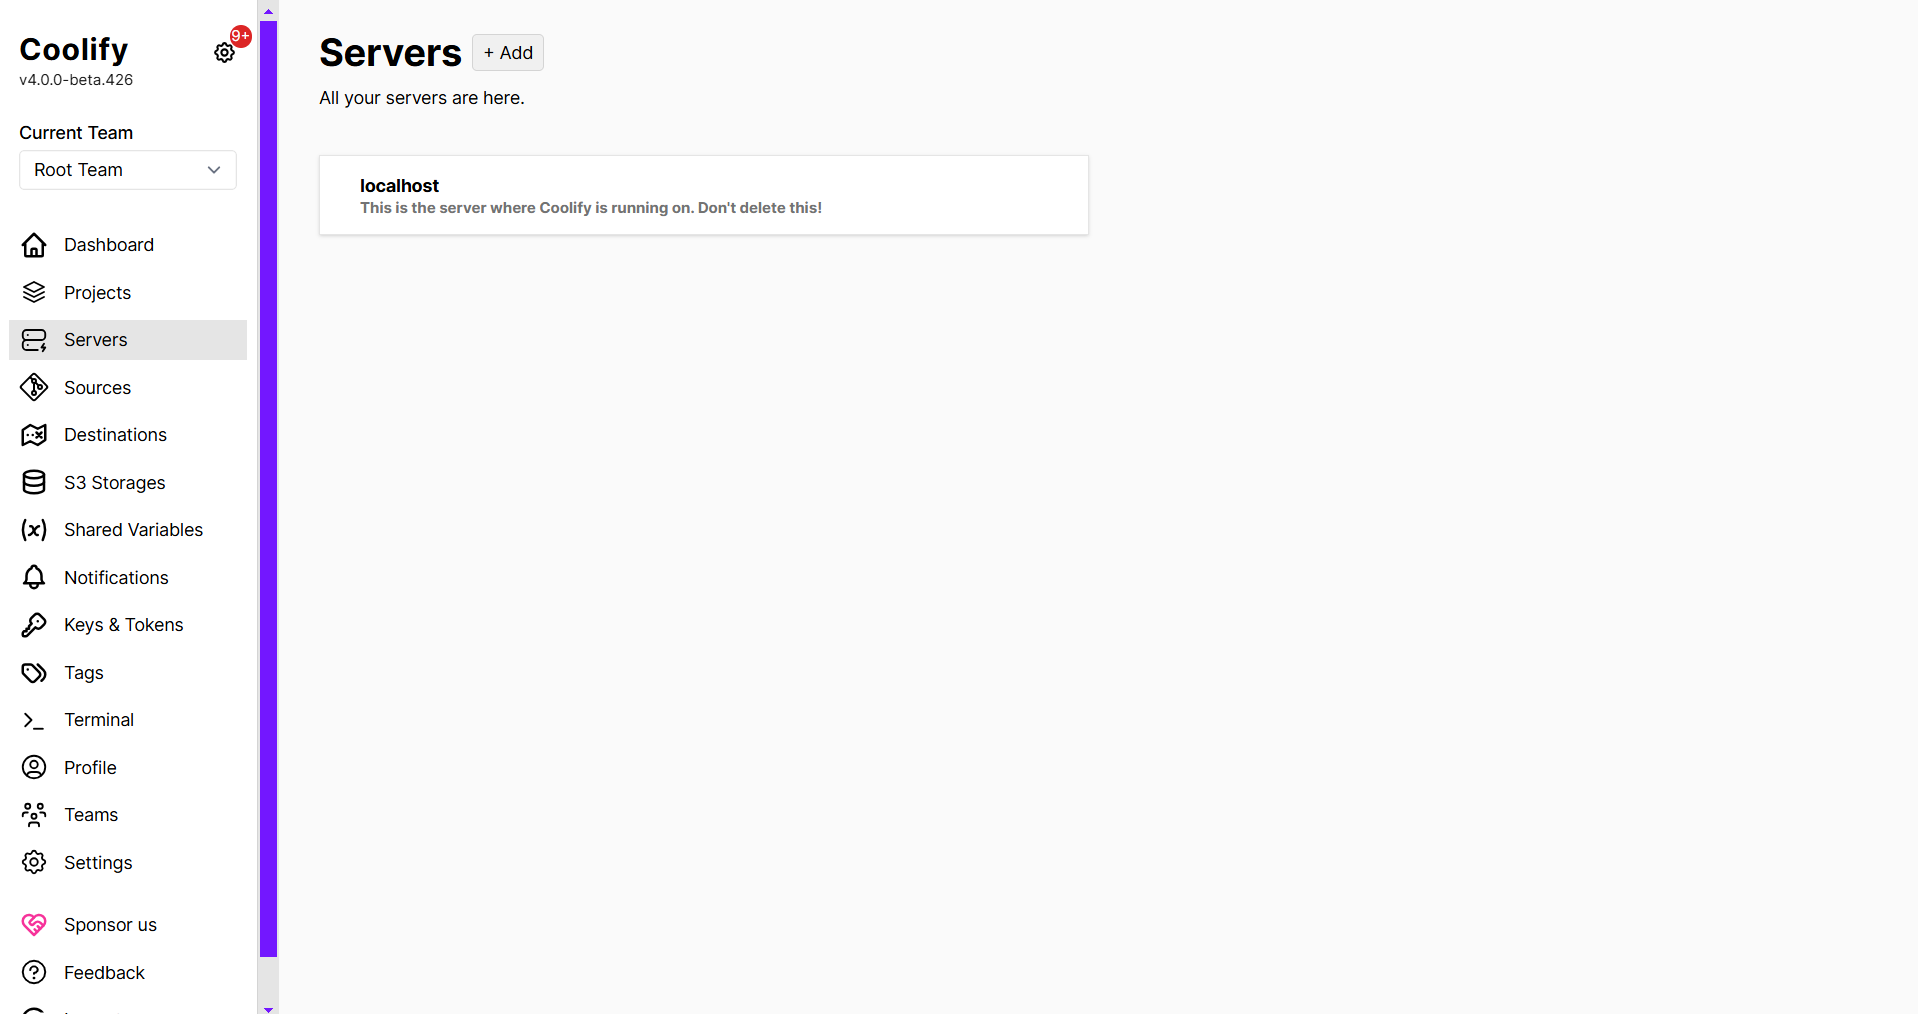 Coolify
9+
v4.0.0-beta.426
Current Team
Root Team
Dashboard
Projects
Servers
Sources
Destinations
S3 Storages
Shared Variables
Notifications
Keys & Tokens
Tags
Terminal
Profile
Teams
Settings
Sponsor us
Feedback
Servers
+ Add
All your servers are here.
localhost
This is the server where Coolify is running on. Don't delete this!